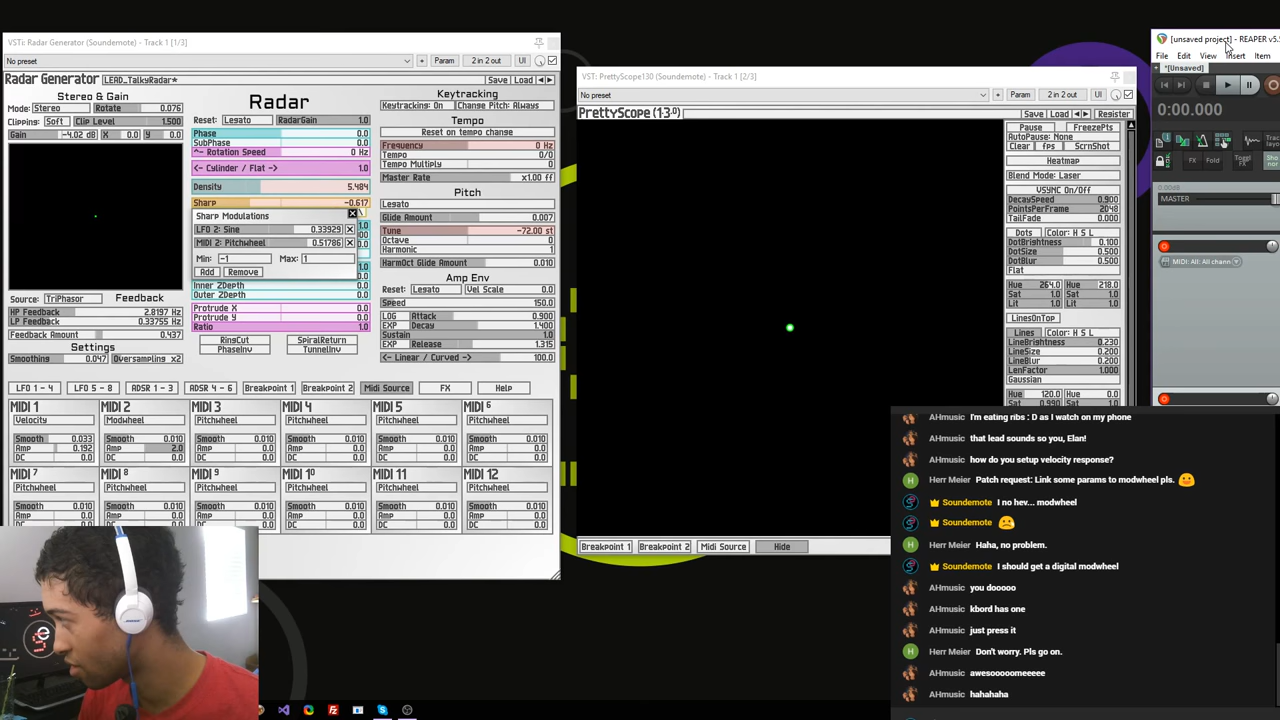 VSTi: Radar Generator (Soundemote) - Track 1 [1/3]
No preset
+ Param 2 in 2 out UI
Radar Generator LERD_TalkyRadar* Save Load
Stereo & Gain
Mode: Stereo Rotate 0.076
Clipping: Soft Clip Level 1.500
Gain -4.02 dB X 0.0 Y 0.0
Source: TriPhasor Feedback
HP Feedback 2.8197 Hz
LP Feedback 0.33755 Hz
Feedback Amount 0.437
Settings
Smoothing 0.047 Oversampling x2
Radar
Reset: Legato RadarGain 1.0
Phase 0.0
SubPhase 0.0
^~ Rotation Speed 0 Hz
<- Cylinder / Flat -> 1.0
Density 5.484
Sharp -0.617
Sharp Modulations
LFO 2: Sine 0.33929
MIDI 2: Pitchwheel 0.51786
Min: -1 Max: 1
Add Remove
Inner ZDepth 0.0
Outer ZDepth 0.0
Protrude X 0.0
Protrude Y 0.0
Ratio 1.0
RingCut SpiralReturn
PhaseInv TunnelInv
Keytracking
Keytracking: On Change Pitch: Always
Tempo
Reset on tempo change
Frequency 0 Hz
Tempo 0/0
Tempo Multiply 0
Master Rate x1.00 ff
Pitch
Legato
Glide Amount 0.007
Tune -72.00 st
Octave 0
Harmonic 1
HarmOct Glide Amount 0.010
Amp Env
Reset: Legato Vel Scale 0.0
Speed 150.0
LOG Attack 0.900
EXP Decay 1.400
Sustain 1.0
EXP Release 1.315
<- Linear / Curved -> 100.0
LFO 1 - 4 LFO 5 - 8 ADSR 1 - 3 ADSR 4 - 6 Breakpoint 1 Breakpoint 2 Midi Source FX Help
MIDI 1 MIDI 2 MIDI 3 MIDI 4 MIDI 5 MIDI 6
Velocity Modwheel Pitchwheel Pitchwheel Pitchwheel Pitchwheel
Smooth 0.033 Smooth 0.010 Smooth 0.010 Smooth 0.010 Smooth 0.010 Smooth 0.010
Amp 0.192 Amp 2.0 Amp 0.0 Amp 0.0 Amp 0.0 Amp 0.0
DC 0.0 DC 0.0 DC 0.0 DC 0.0 DC 0.0 DC 0.0
MIDI 7 MIDI 8 MIDI 9 MIDI 10 MIDI 11 MIDI 12
Pitchwheel Pitchwheel Pitchwheel Pitchwheel Pitchwheel Pitchwheel
Smooth 0.010 Smooth 0.010 Smooth 0.010 Smooth 0.010 Smooth 0.010 Smooth 0.010
Amp 0.0 Amp 0.0 Amp 0.0 Amp 0.0 Amp 0.0 Amp 0.0
DC 0.0 DC 0.0 DC 0.0 DC 0.0 DC 0.0
VST: PrettyScope130 (Soundemote) - Track 1 [2/3]
No preset
+ Param 2 in 2 out UI
PrettyScope (1.3.0) Save Load Register
Pause FreezePts
AutoPause: None
Clear fps ScrnShot
Heatmap
Blend Mode: Laser
VSYNC On/Off
DensityDecay 0.900
PointsPerFrame 2048
TailFade 0.000
Dots Color: H S L
DotBrightness 0.100
DotSize 0.500
DotBlur 0.500
Flat
Hue 264.0 Hue 218.0
Sat 1.0 Sat 1.0
Lit 1.0 Lit 1.0
LinesOnTop
Lines Color: H S L
LineBrightness 0.230
LineSize 0.200
LineBlur 0.200
LenFactor 1.000
Gaussian
Hue 120.0 Hue 0.0
Sat 0.990 Sat 1.0
Breakpoint 1 Breakpoint 2 Midi Source Hide
[unsaved project] - REAPER v5.
File Edit View Insert Item
*[Unsaved]
0:00.000
FX Fold
MASTER
MIDI: All: All chann
AHmusic I'm eating ribs : D as I watch on my phone
AHmusic that lead sounds so you, Elan!
AHmusic how do you setup velocity response?
H Herr Meier Patch request: Link some params to modwheel pls.
Soundemote I no hev... modwheel
Soundemote
H Herr Meier Haha, no problem.
Soundemote I should get a digital modwheel
AHmusic you dooooo
AHmusic kbord has one
AHmusic just press it
H Herr Meier Don't worry. Pls go on.
AHmusic awesooooomeeeee
AHmusic hahahaha